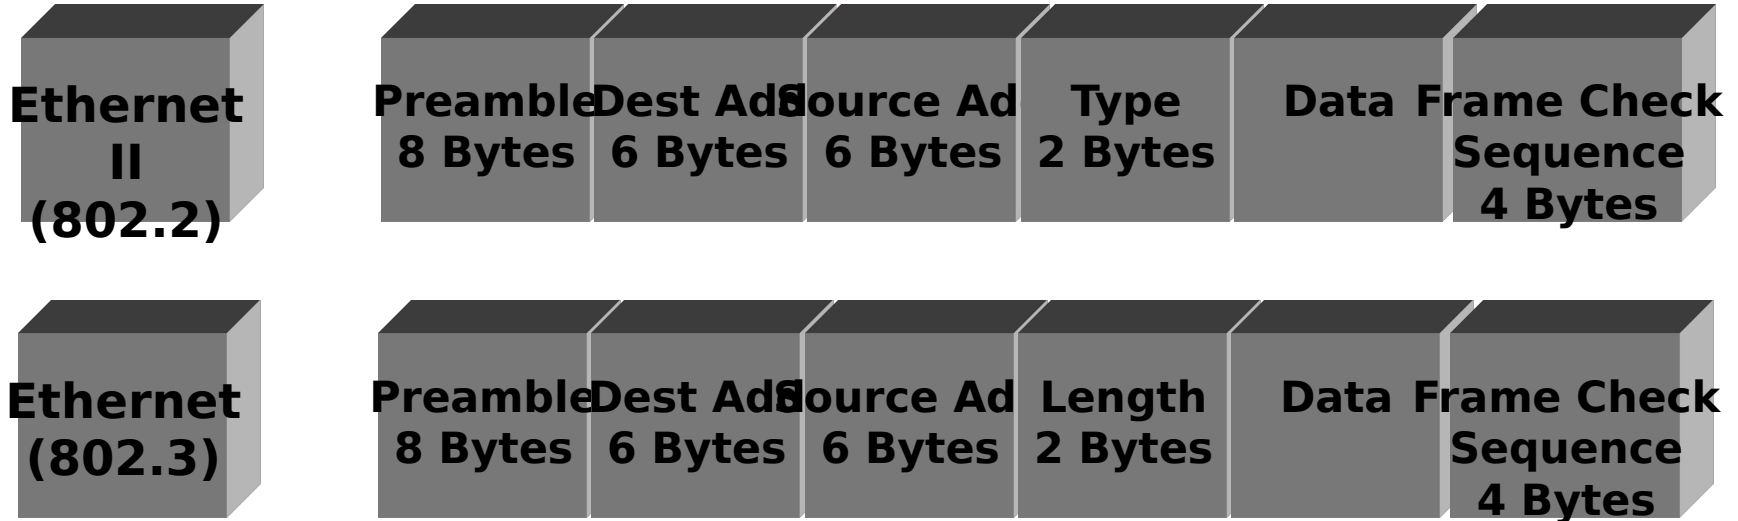 Ethernet
II
(802.2)
Preamble
8 Bytes
Dest Add
6 Bytes
Source Ad
6 Bytes
Type
2 Bytes
Data
Frame Check
Sequence
4 Bytes
Ethernet
(802.3)
Preamble
8 Bytes
Dest Add
6 Bytes
Source Ad
6 Bytes
Length
2 Bytes
Data
Frame Check
Sequence
4 Bytes